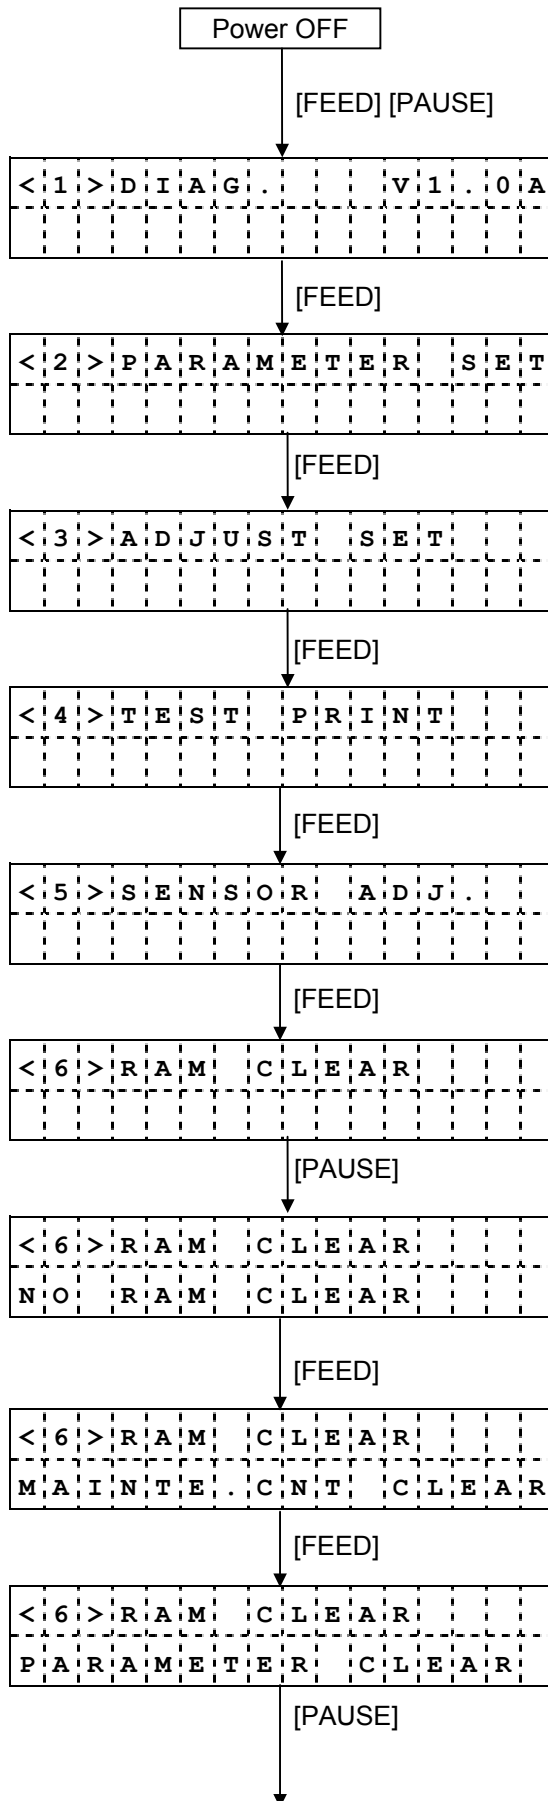 Power OFF
[FEED] [PAUSE]
<1>DIAG.   V1.0A
[FEED]
<2>PARAMETER SET
[FEED]
<3>ADJUST SET
[FEED]
<4>TEST PRINT
[FEED]
<5>SENSOR ADJ.
[FEED]
<6>RAM CLEAR
[PAUSE]
<6>RAM CLEAR
NO RAM CLEAR
[FEED]
<6>RAM CLEAR
MAINTE.CNT CLEAR
[FEED]
<6>RAM CLEAR
PARAMETER CLEAR
[PAUSE]